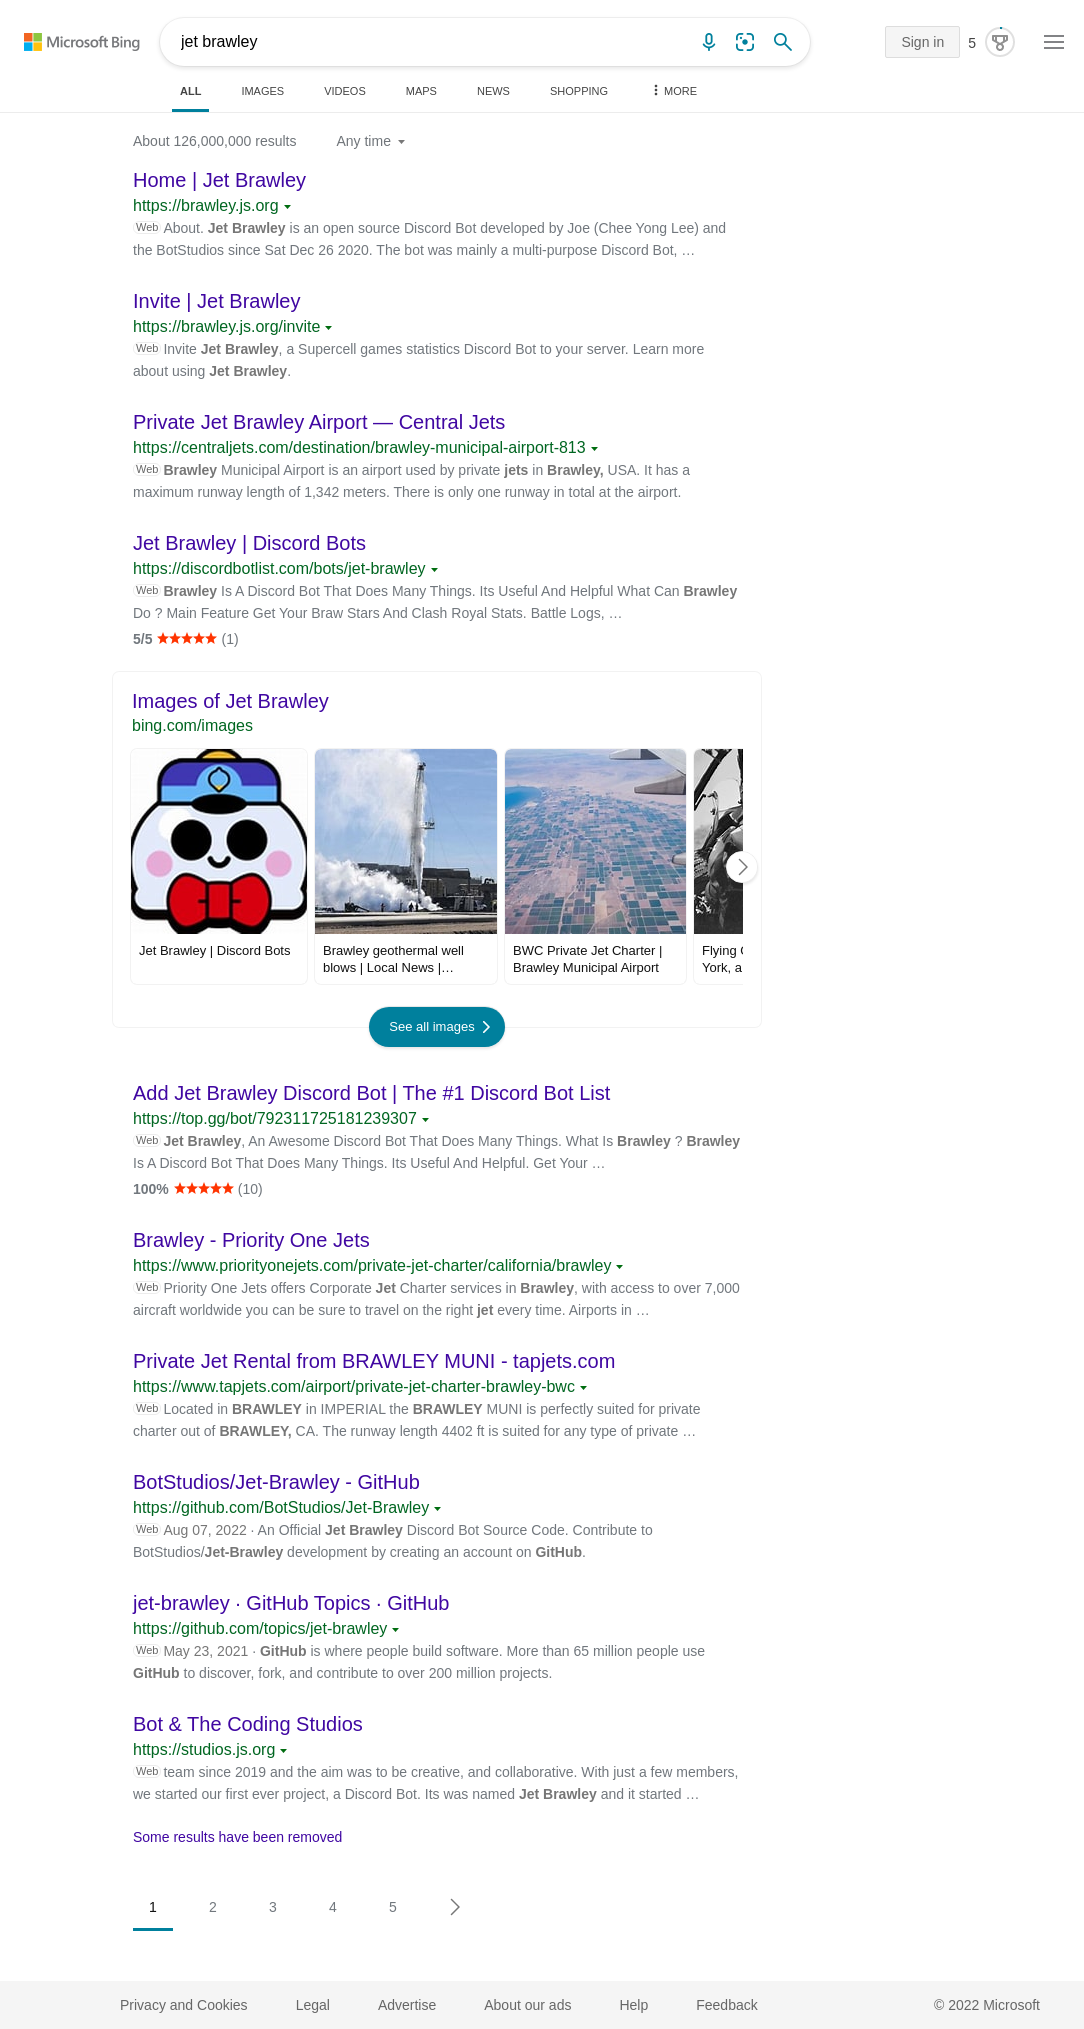 Microsoft Bing
jet brawley
Sign in
5
ALL
IMAGES
VIDEOS
MAPS
NEWS
SHOPPING
MORE
About 126,000,000 results
Any time
Home | Jet Brawley
https://brawley.js.org
Web About. Jet Brawley is an open source Discord Bot developed by Joe (Chee Yong Lee) and
the BotStudios since Sat Dec 26 2020. The bot was mainly a multi-purpose Discord Bot, …
Invite | Jet Brawley
https://brawley.js.org/invite
Web Invite Jet Brawley, a Supercell games statistics Discord Bot to your server. Learn more
about using Jet Brawley.
Private Jet Brawley Airport — Central Jets
https://centraljets.com/destination/brawley-municipal-airport-813
Web Brawley Municipal Airport is an airport used by private jets in Brawley, USA. It has a
maximum runway length of 1,342 meters. There is only one runway in total at the airport.
Jet Brawley | Discord Bots
https://discordbotlist.com/bots/jet-brawley
Web Brawley Is A Discord Bot That Does Many Things. Its Useful And Helpful What Can Brawley
Do ? Main Feature Get Your Braw Stars And Clash Royal Stats. Battle Logs, …
5/5 ★★★★★ (1)
Images of Jet Brawley
bing.com/images
Jet Brawley | Discord Bots
Brawley geothermal well
blows | Local News |…
BWC Private Jet Charter |
Brawley Municipal Airport
Flying
York, a
See all images
Add Jet Brawley Discord Bot | The #1 Discord Bot List
https://top.gg/bot/792311725181239307
Web Jet Brawley, An Awesome Discord Bot That Does Many Things. What Is Brawley ? Brawley
Is A Discord Bot That Does Many Things. Its Useful And Helpful. Get Your …
100% ★★★★★ (10)
Brawley - Priority One Jets
https://www.priorityonejets.com/private-jet-charter/california/brawley
Web Priority One Jets offers Corporate Jet Charter services in Brawley, with access to over 7,000
aircraft worldwide you can be sure to travel on the right jet every time. Airports in …
Private Jet Rental from BRAWLEY MUNI - tapjets.com
https://www.tapjets.com/airport/private-jet-charter-brawley-bwc
Web Located in BRAWLEY in IMPERIAL the BRAWLEY MUNI is perfectly suited for private
charter out of BRAWLEY, CA. The runway length 4402 ft is suited for any type of private …
BotStudios/Jet-Brawley - GitHub
https://github.com/BotStudios/Jet-Brawley
Web Aug 07, 2022 · An Official Jet Brawley Discord Bot Source Code. Contribute to
BotStudios/Jet-Brawley development by creating an account on GitHub.
jet-brawley · GitHub Topics · GitHub
https://github.com/topics/jet-brawley
Web May 23, 2021 · GitHub is where people build software. More than 65 million people use
GitHub to discover, fork, and contribute to over 200 million projects.
Bot & The Coding Studios
https://studios.js.org
Web team since 2019 and the aim was to be creative, and collaborative. With just a few members,
we started our first ever project, a Discord Bot. Its was named Jet Brawley and it started …
Some results have been removed
1
2
3
4
5
Privacy and Cookies
Legal
Advertise
About our ads
Help
Feedback
© 2022 Microsoft